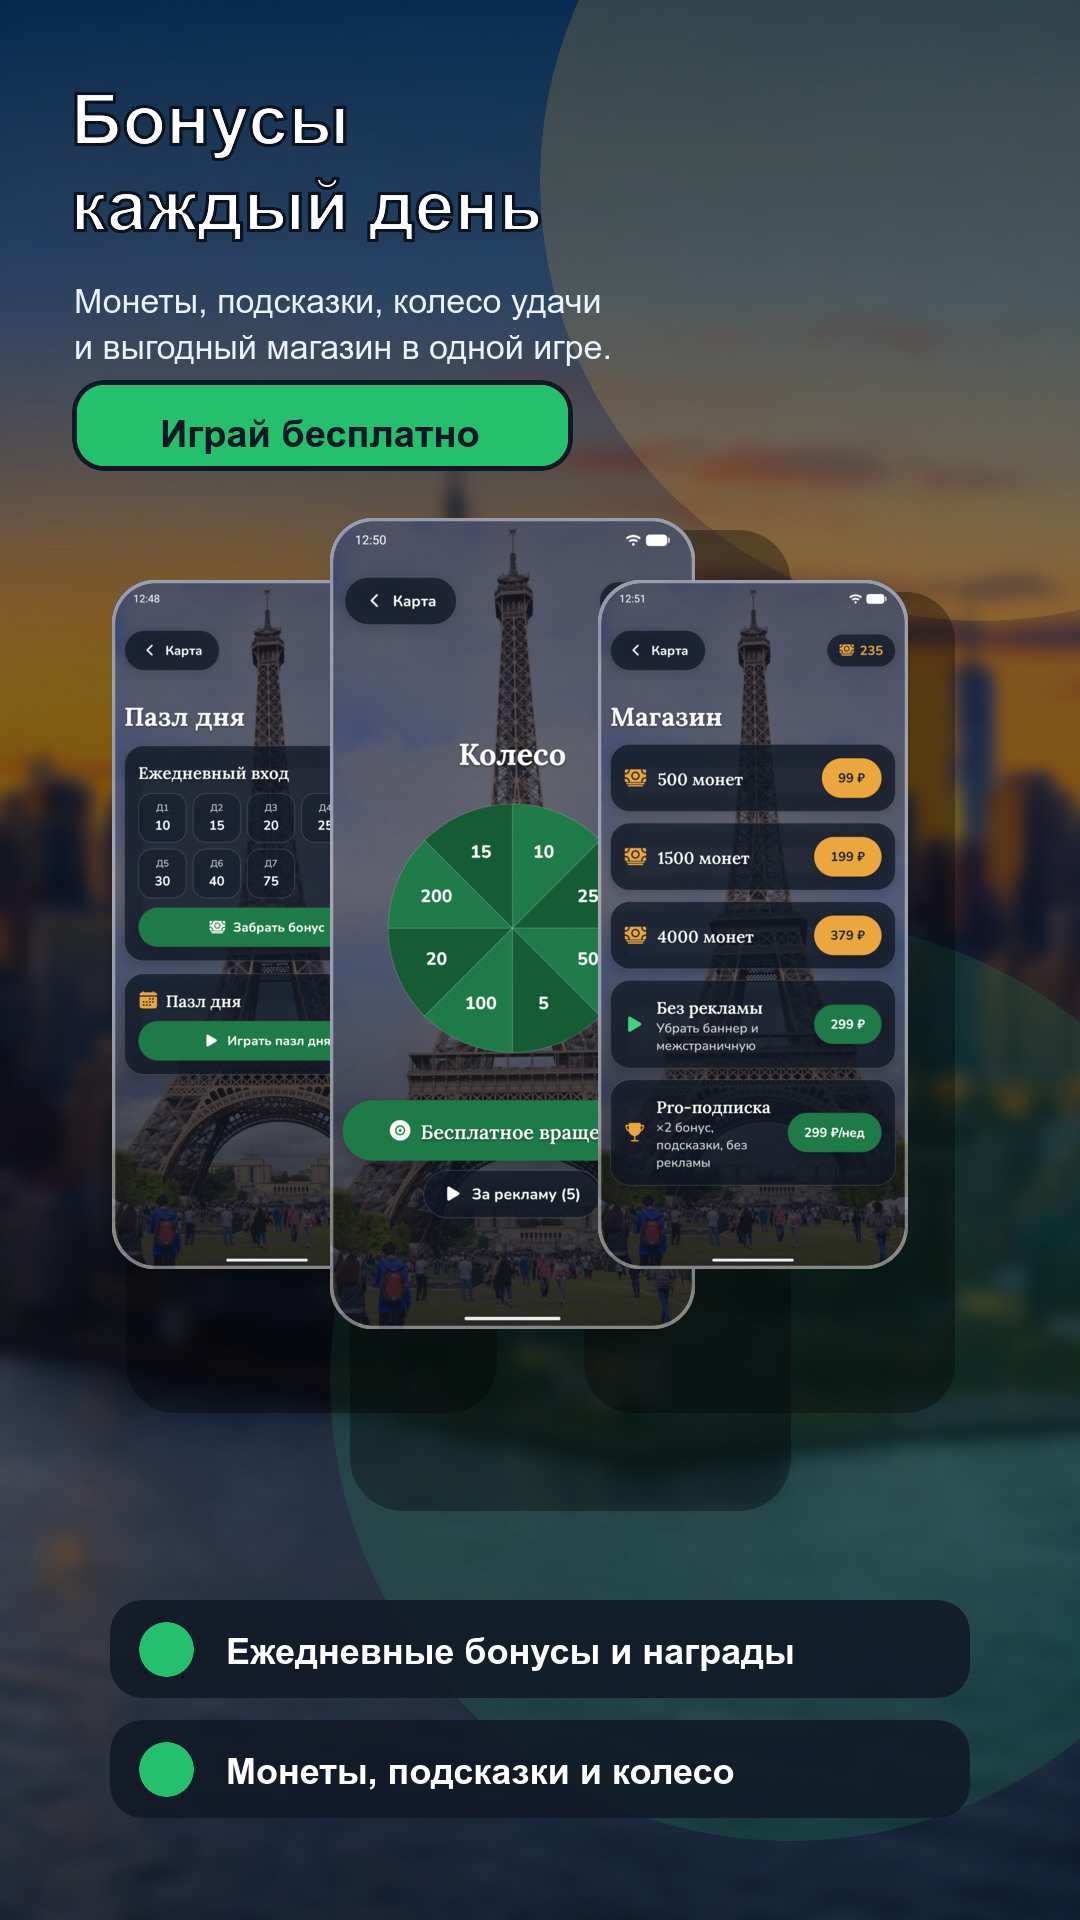 Бонусы
каждый день
Монеты, подсказки, колесо удачи
и выгодный магазин в одной игре.
Играй бесплатно
12:48
Карта
Пазл дня
Ежедневный вход
Д1
Д2
Д3
Д4
10
15
20
25
Д5
Д6
Д7
30
40
75
Забрать бонус
Пазл дня
Играть пазл дня
12:50
Карта
Колесо
15
10
200
25
20
50
100
5
Бесплатное враще
За рекламу (5)
12:51
Карта
235
Магазин
500 монет
99 ₽
1500 монет
199 ₽
4000 монет
379 ₽
Без рекламы
Убрать баннер и
межстраничную
299 ₽
Pro-подписка
×2 бонус,
подсказки, без
рекламы
299 ₽/нед
Ежедневные бонусы и награды
Монеты, подсказки и колесо